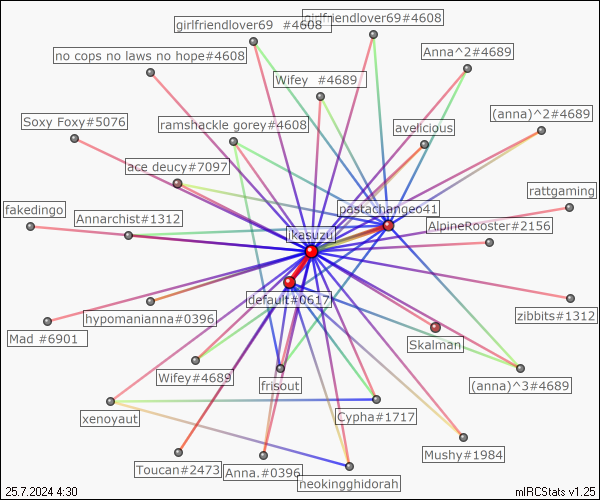 girlfriendlover69 #4608
girlfriendlover69#4608
no cops no laws no hope#4608
Anna^2#4689
Wifey #4689
Soxy Foxy#5076
ramshackle gorey#4608
avelicious
(anna)^2#4689
ace deucy#7097
rattgaming
fakedingo
Annarchist#1312
pastachange041
ikasuzu
AlpineRooster#2156
default#0617
Mad #6901
hypomanianna#0396
zibbits#1312
Skalman
Wifey#4689
frisout
(anna)^3#4689
xenoyaut
Cypha#1717
Mushy#1984
Toucan#2473
Anna.#0396
neokingghidorah
25.7.2024 4:30
mIRCStats v1.25